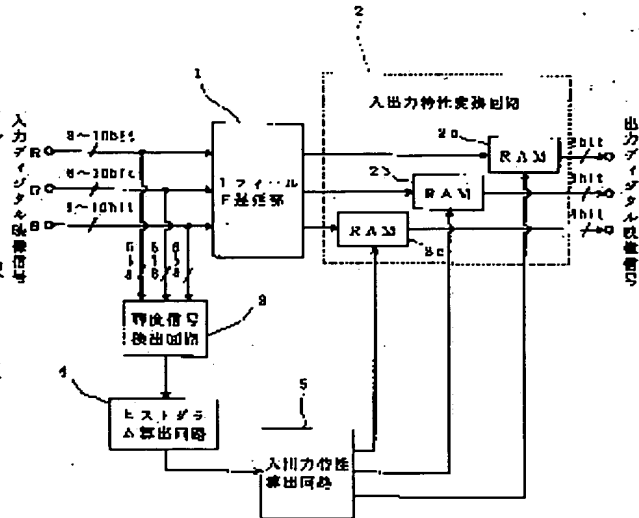 2
1
入出力特性変換回路
入力ディジタル映像信号
出力ディジタル映像信号
R
8~10bit
RAM
8bit
1フィール
ド遅延部
8~10bit
RAM
8bit
B
8~10bit
RAM
8bit
2c
輝度信号
検出回路
3
4
ヒストグラ
ム算出回路
5
入出力特性
算出回路